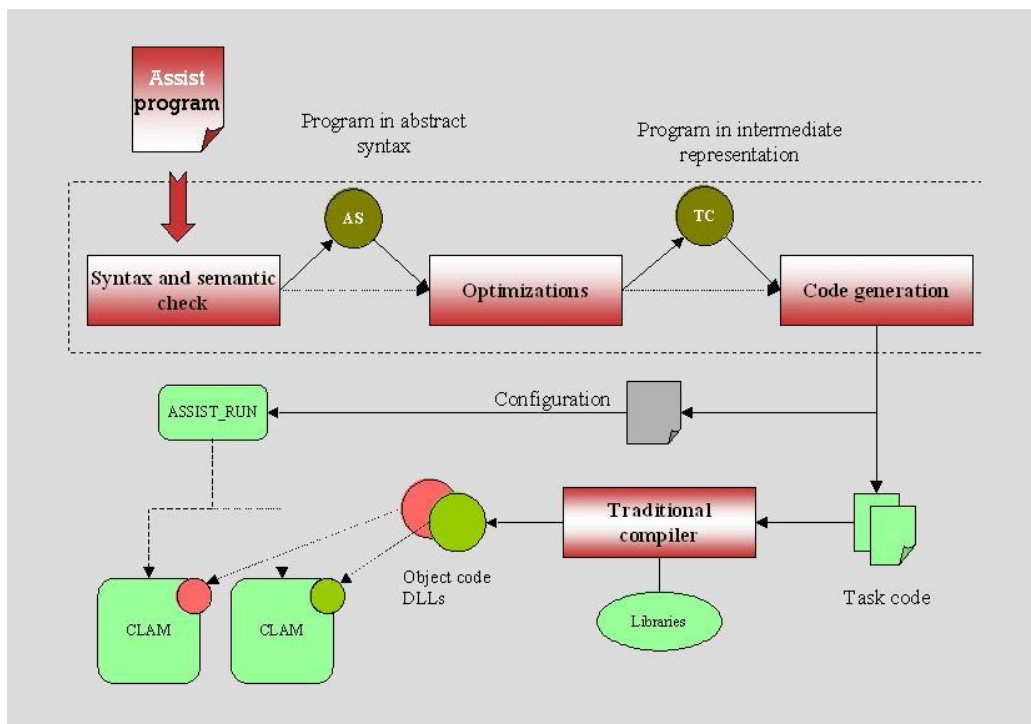 Assist
program
Program in abstract
syntax
Program in intermediate
representation
AS
TC
Syntax and semantic
check
Optimizations
Code generation
ASSIST_RUN
Configuration
Traditional
compiler
Object code
DLLs
Task code
Libraries
CLAM
CLAM